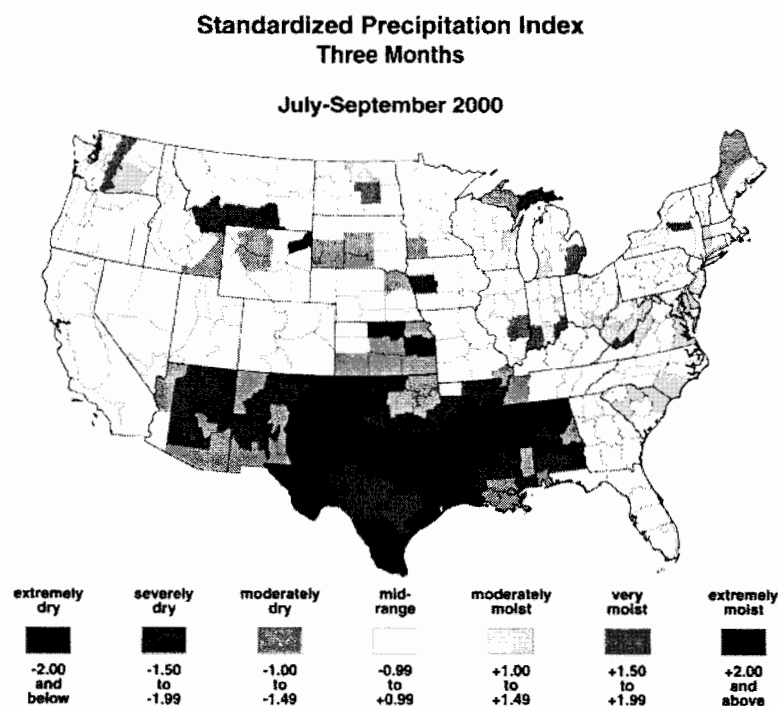 Standardized Precipitation Index
Three Months
July-September 2000
extremely dry
-2.00 and below
severely dry
-1.50 to -1.99
moderately dry
-1.00 to -1.49
mid-range
-0.99 to +0.99
moderately moist
+1.00 to +1.49
very moist
+1.50 to +1.99
extremely moist
+2.00 and above